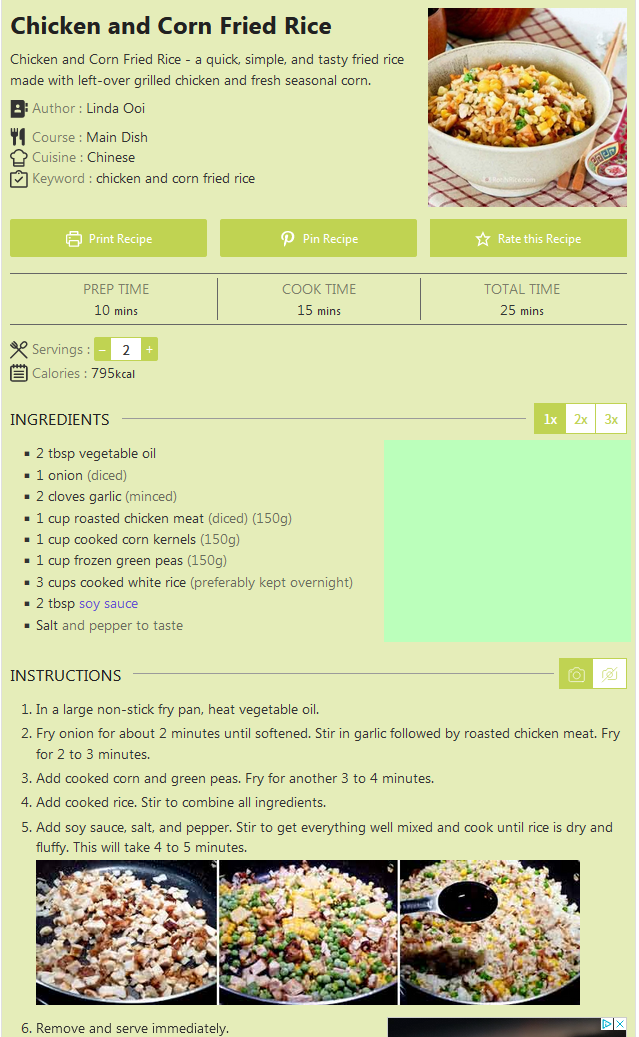 Chicken and Corn Fried Rice
Chicken and Corn Fried Rice - a quick, simple, and tasty fried rice
made with left-over grilled chicken and fresh seasonal corn.
Author : Linda Ooi
Course : Main Dish
Cuisine : Chinese
Keyword : chicken and corn fried rice
Print Recipe
Pin Recipe
Rate this Recipe
PREP TIME
10 mins
COOK TIME
15 mins
TOTAL TIME
25 mins
Servings : – 2 +
Calories : 795kcal
INGREDIENTS
1x 2x 3x
▪ 2 tbsp vegetable oil
▪ 1 onion (diced)
▪ 2 cloves garlic (minced)
▪ 1 cup roasted chicken meat (diced) (150g)
▪ 1 cup cooked corn kernels (150g)
▪ 1 cup frozen green peas (150g)
▪ 3 cups cooked white rice (preferably kept overnight)
▪ 2 tbsp soy sauce
▪ Salt and pepper to taste
INSTRUCTIONS
1. In a large non-stick fry pan, heat vegetable oil.
2. Fry onion for about 2 minutes until softened. Stir in garlic followed by roasted chicken meat. Fry
for 2 to 3 minutes.
3. Add cooked corn and green peas. Fry for another 3 to 4 minutes.
4. Add cooked rice. Stir to combine all ingredients.
5. Add soy sauce, salt, and pepper. Stir to get everything well mixed and cook until rice is dry and
fluffy. This will take 4 to 5 minutes.
6. Remove and serve immediately.